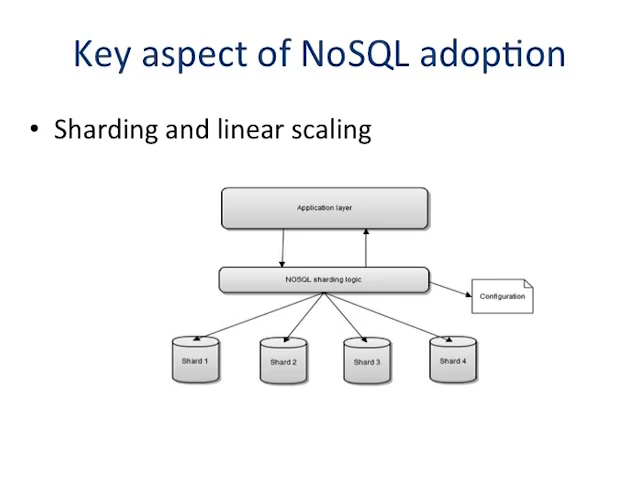 Key aspect of NoSQL adoption
• Sharding and linear scaling
Application layer
NOSQL sharding logic
Configuration
Shard 1
Shard 2
Shard 3
Shard 4